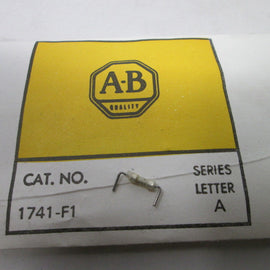 A-B
QUALITY
CAT. NO.
1741-F1
SERIES
LETTER
A